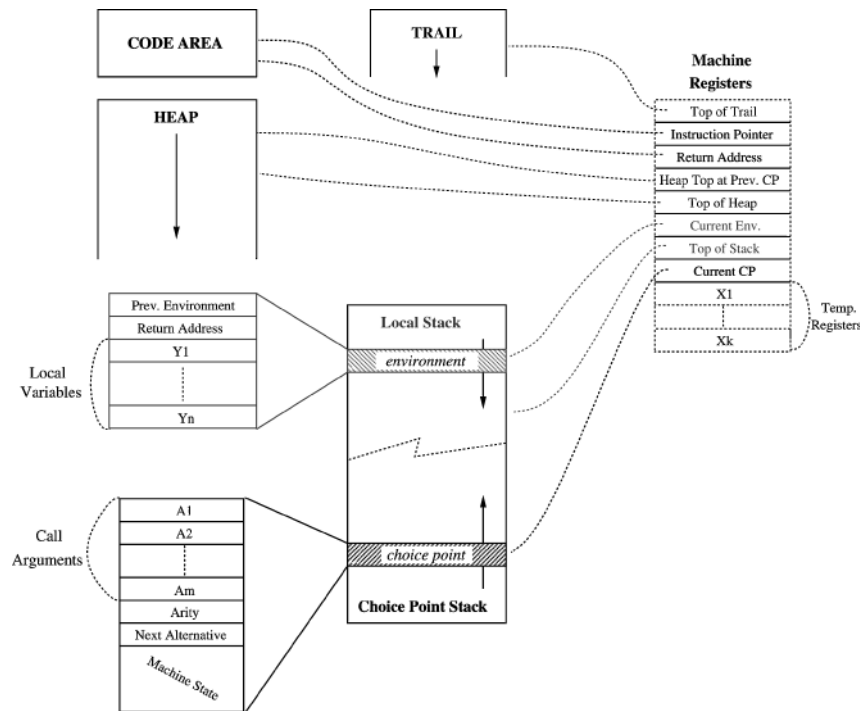 CODE AREA
TRAIL
Machine
Registers
HEAP
Top of Trail
Instruction Pointer
Return Address
Heap Top at Prev. CP
Top of Heap
Current Env.
Top of Stack
Current CP
X1
Xk
Temp.
Registers
Prev. Environment
Return Address
Y1
Yn
Local
Variables
Local Stack
environment
choice point
Choice Point Stack
Call
Arguments
A1
A2
Am
Arity
Next Alternative
Machine State